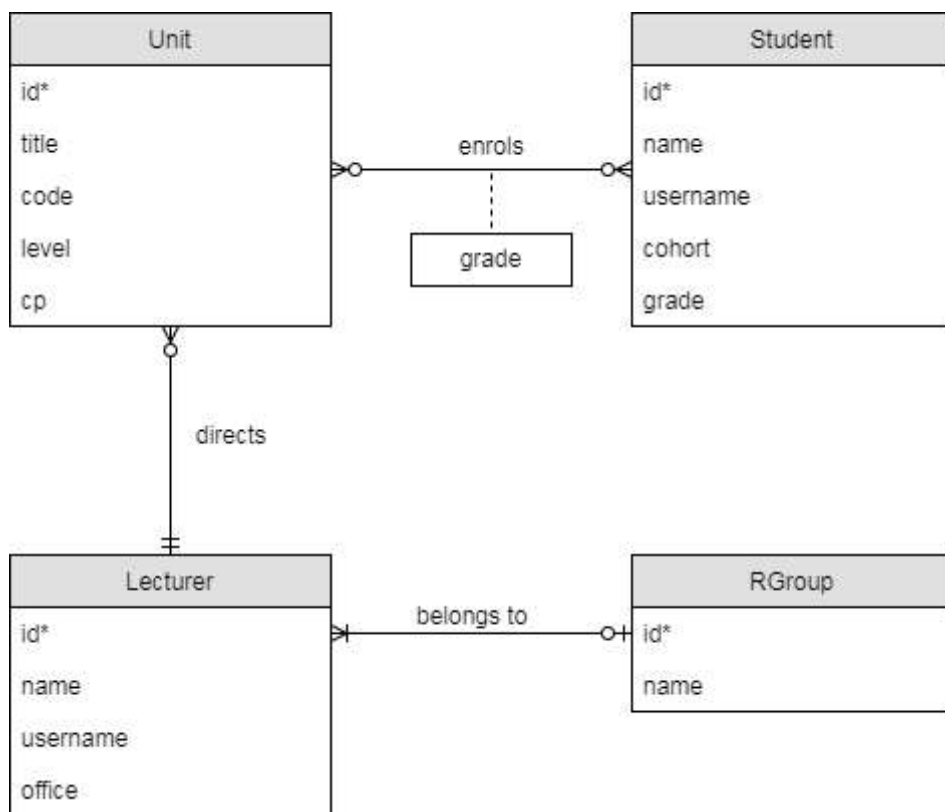 Unit
id*
title
code
level
cp
enrols
grade
Student
id*
name
username
cohort
grade
directs
Lecturer
id*
name
username
office
belongs to
RGroup
id*
name